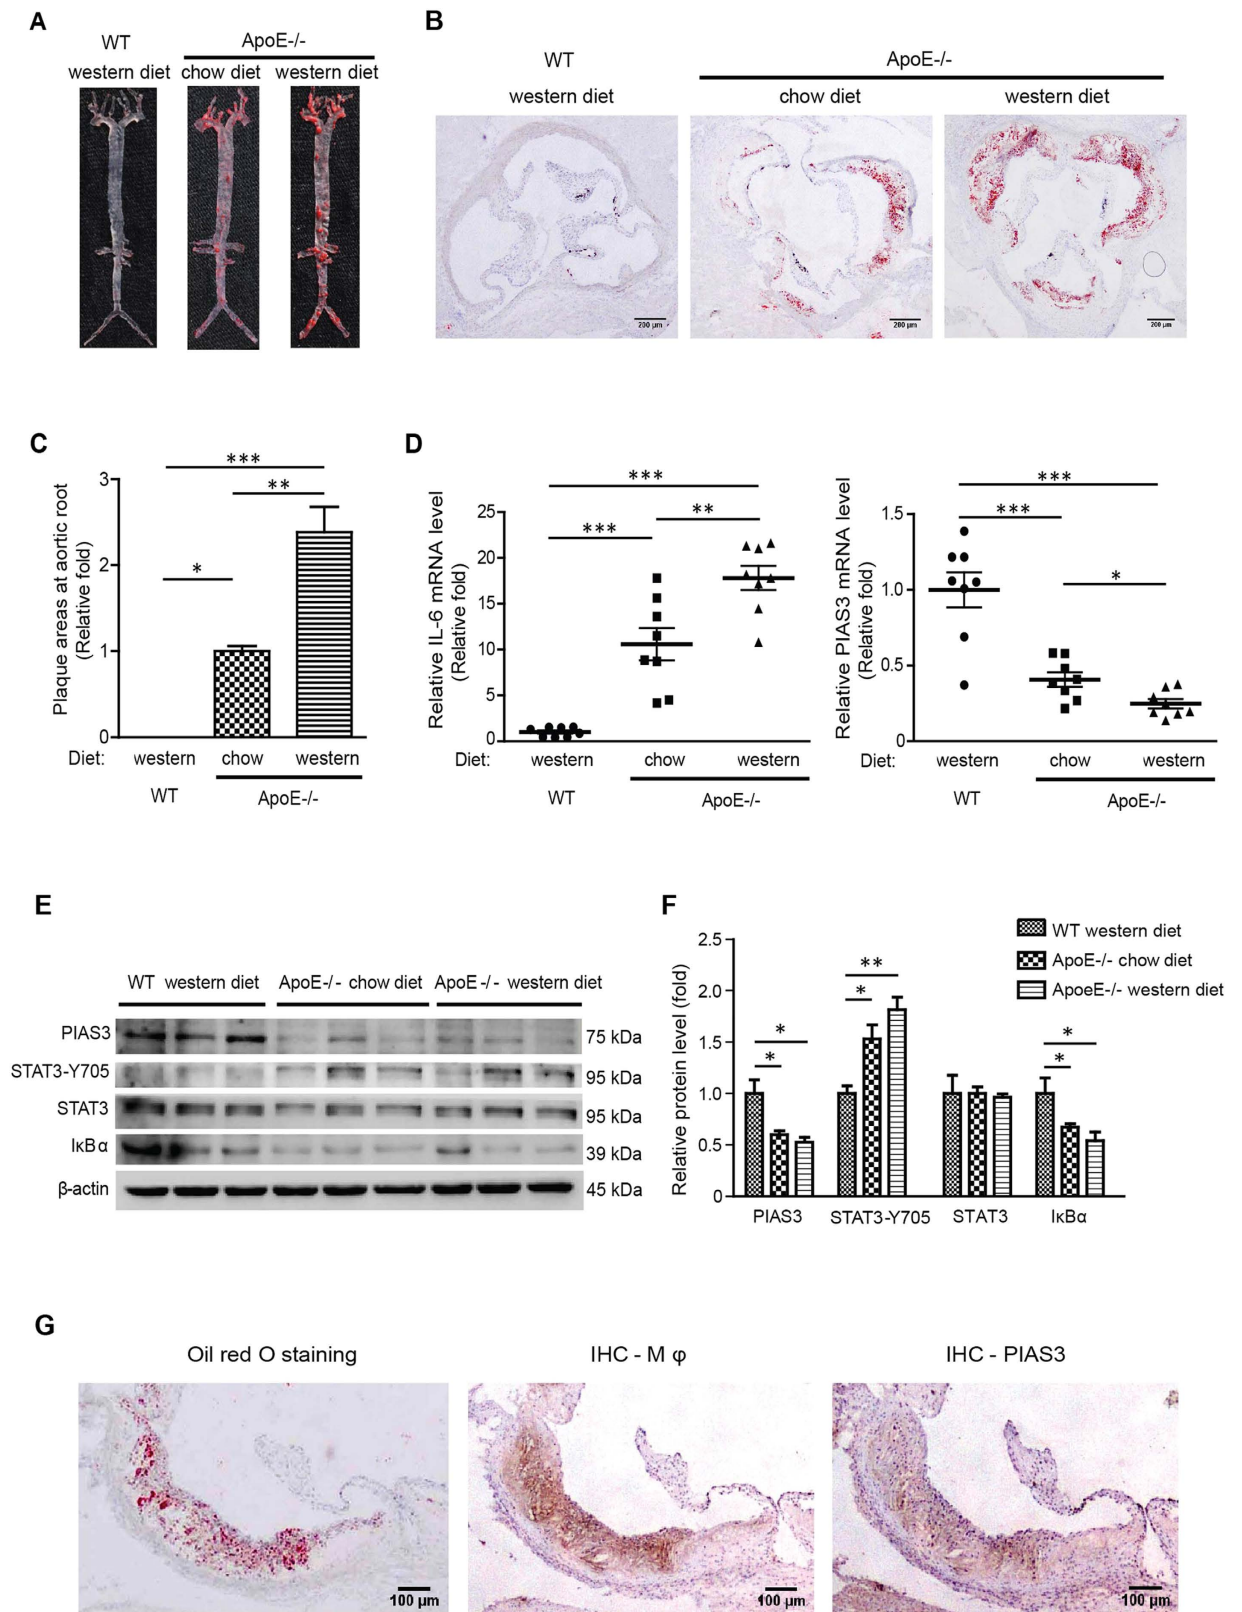 A
WT
ApoE-/-
western diet
chow diet
western diet
B
WT
ApoE-/-
western diet
chow diet
western diet
200 µm
200 µm
200 µm
C
Plaque areas at aortic root
(Relative fold)
3
2
1
0
***
**
*
Diet:
western
chow
western
WT
ApoE-/-
D
Relative IL-6 mRNA level
(Relative fold)
25
20
15
10
5
0
***
***
**
Diet:
western
chow
western
WT
ApoE-/-
Relative PIAS3 mRNA level
(Relative fold)
1.5
1.0
0.5
0
***
***
*
Diet:
western
chow
western
WT
ApoE-/-
E
WT western diet
ApoE-/- chow diet
ApoE-/- western diet
PIAS3
75 kDa
STAT3-Y705
95 kDa
STAT3
95 kDa
IκBα
39 kDa
β-actin
45 kDa
F
WT western diet
ApoE-/- chow diet
ApoeE-/- western diet
Relative protein level (fold)
2.5
2.0
1.5
1.0
0.5
0
*
*
**
*
*
*
PIAS3
STAT3-Y705
STAT3
IκBα
G
Oil red O staining
IHC - M φ
IHC - PIAS3
100 µm
100 µm
100 µm